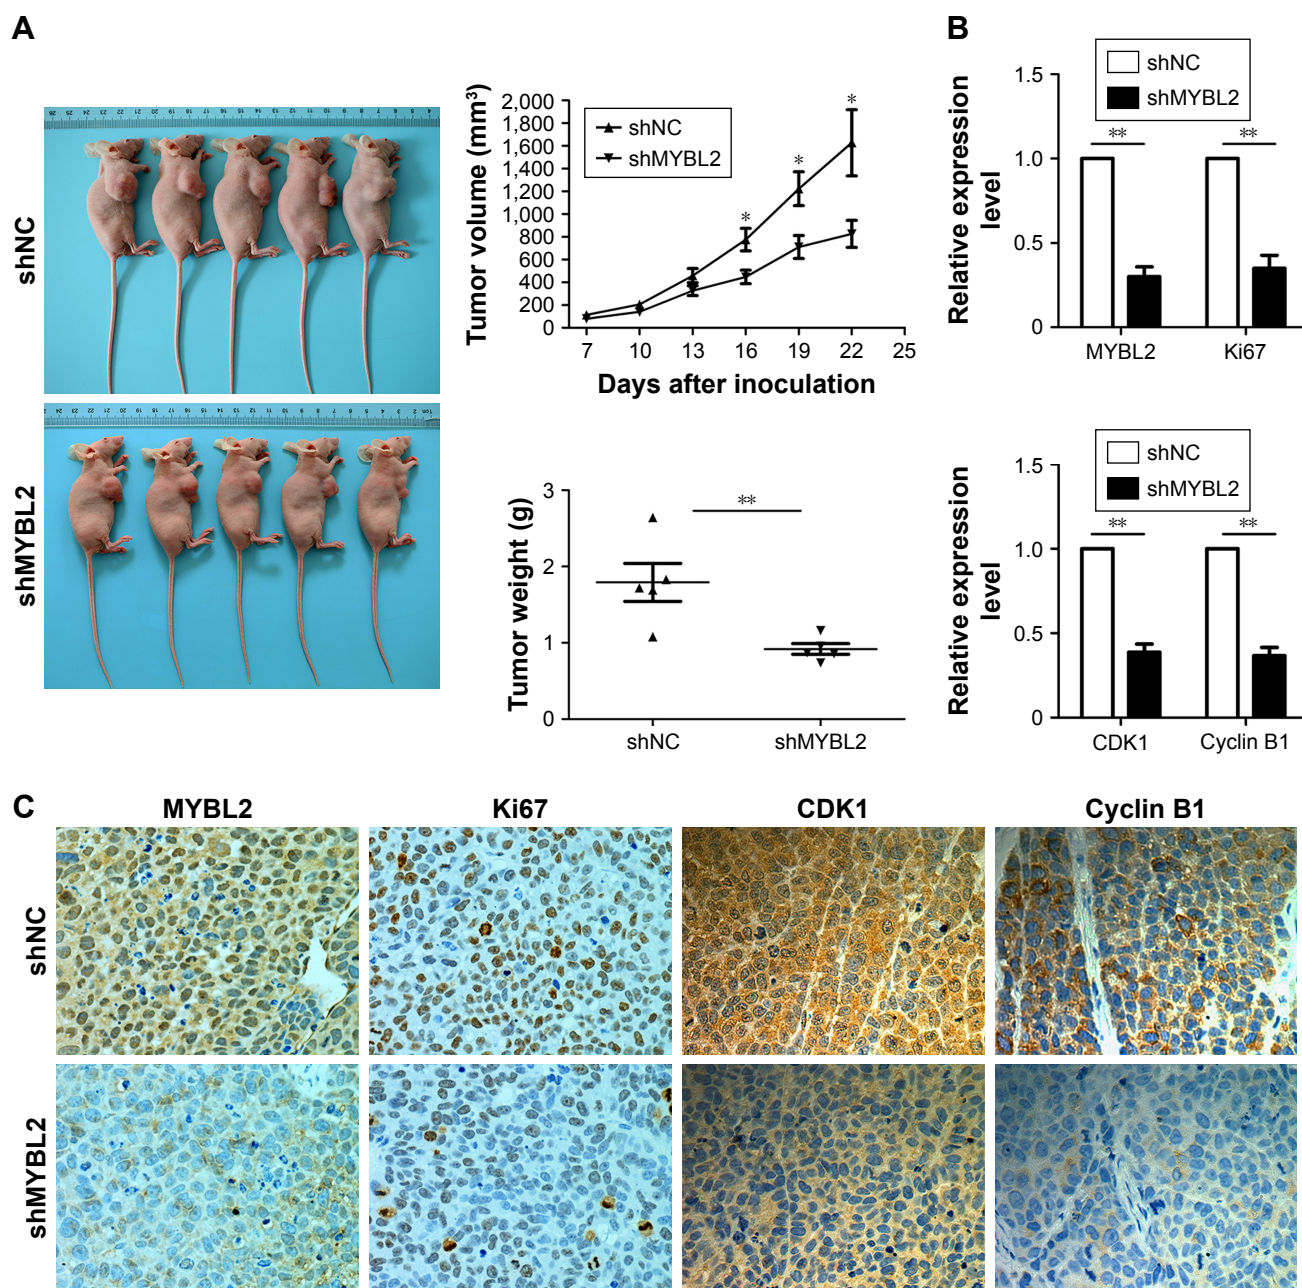 A
B
shNC
shMYBL2
Tumor volume (mm³)
2,000
1,800
1,600
1,400
1,200
1,000
800
600
400
200
0
shNC
shMYBL2
*
*
*
7 10 13 16 19 22 25
Days after inoculation
Tumor weight (g)
3
2
1
0
**
shNC shMYBL2
Relative expression
level
1.5
1.0
0.5
0
shNC
shMYBL2
** **
MYBL2 Ki67
Relative expression
level
1.5
1.0
0.5
0
shNC
shMYBL2
** **
CDK1 Cyclin B1
C
MYBL2 Ki67 CDK1 Cyclin B1
shNC
shMYBL2